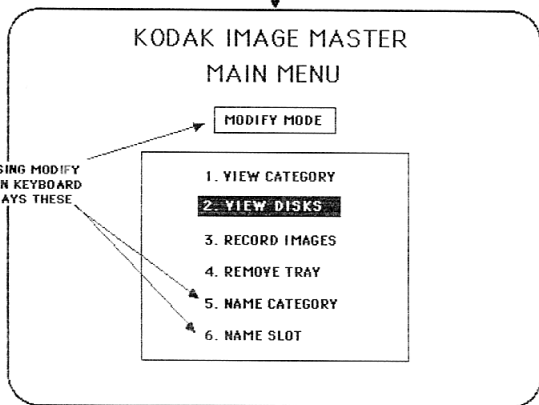 KODAK IMAGE MASTER
MAIN MENU
MODIFY MODE
SING MODIFY
N KEYBOARD
AYS THESE
1. VIEW CATEGORY
2. VIEW DISKS
3. RECORD IMAGES
4. REMOVE TRAY
5. NAME CATEGORY
6. NAME SLOT